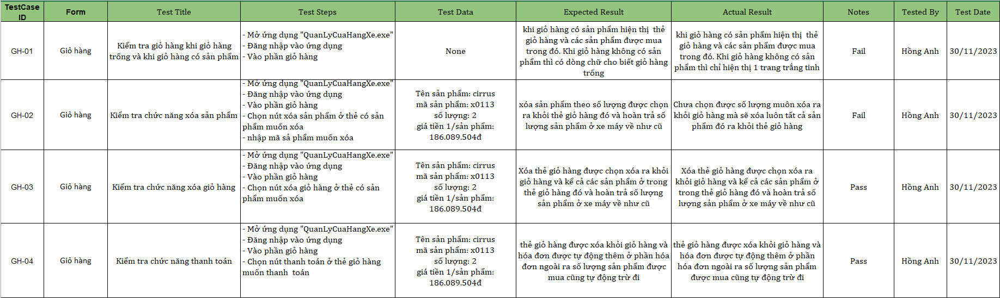 TestCase
ID
Form
Test Title
Test Steps
Test Data
Expected Result
Actual Result
Notes
Tested By
Test Date
GH-01
Giỏ hàng
Kiểm tra giỏ hàng khi giỏ hàng
trống và khi giỏ hàng có sản phẩm
- Mở ứng dụng "QuanLyCuaHangXe.exe"
- Đăng nhập vào ứng dụng
- Vào phần giỏ hàng
None
khi giỏ hàng có sản phẩm hiện thị  thẻ
giỏ hàng và các sản phẩm được mua
trong đó. Khi giỏ hàng không có sản
phẩm thì có dòng chữ cho biết giỏ hàng
trống
khi giỏ hàng có sản phẩm hiện thị  thẻ
giỏ hàng và các sản phẩm được mua
trong đó. Khi giỏ hàng không có sản
phẩm thì chỉ hiện thị 1 trang trắng tinh
Fail
Hồng Anh
30/11/2023
GH-02
Giỏ hàng
Kiểm tra chức năng xóa sản phẩm
- Mở ứng dụng "QuanLyCuaHangXe.exe"
- Đăng nhập vào ứng dụng
- Vào phần giỏ hàng
- Chọn nút xóa sản phẩm ở thẻ có sản
phẩm muốn xóa
- nhập mã sả phẩm muốn xóa
Tên sản phẩm: cirrus
mã sản phẩm: x0113
số lượng: 2
giá tiền 1/sản phẩm:
186.089.504đ
xóa sản phẩm theo số lượng được chọn
ra khỏi thẻ giỏ hàng đó và hoàn trả số
lượng sản phẩm ở xe máy về như cũ
Chưa chọn được số lượng muôn xóa ra
khỏi giỏ hàng mà sẽ xóa luôn tất cả sản
phẩm đó ra khỏi thẻ giỏ hàng
Fail
Hồng Anh
30/11/2023
GH-03
Giỏ hàng
Kiểm tra chức năng xóa giỏ hàng
- Mở ứng dụng "QuanLyCuaHangXe.exe"
- Đăng nhập vào ứng dụng
- Vào phần giỏ hàng
- Chọn nút xóa giỏ hàng ở thẻ có sản
phẩm muốn xóa
Tên sản phẩm: cirrus
mã sản phẩm: x0113
số lượng: 2
giá tiền 1/sản phẩm:
186.089.504đ
Xóa thẻ giỏ hàng được chọn xóa ra khỏi
giỏ hàng và kể cả các sản phẩm ở trong
thẻ giỏ hàng đó và hoàn trả số lượng
sản phẩm ở xe máy về như cũ
Xóa thẻ giỏ hàng được chọn xóa ra
khỏi giỏ hàng và kể cả các sản phẩm ở
trong thẻ giỏ hàng đó và hoàn trả số
lượng sản phẩm ở xe máy về như cũ
Pass
Hồng Anh
30/11/2023
GH-04
Giỏ hàng
Kiểm tra chức năng thanh toán
- Mở ứng dụng "QuanLyCuaHangXe.exe"
- Đăng nhập vào ứng dụng
- Vào phần giỏ hàng
- Chọn nút thanh toán ở thẻ giỏ hàng
muốn thanh  toán
Tên sản phẩm: cirrus
mã sản phẩm: x0113
số lượng: 2
giá tiền 1/sản phẩm:
186.089.504đ
thẻ giỏ hàng được xóa khỏi giỏ hàng và
hóa đơn được tự động thêm ở phần hóa
đơn ngoài ra số lượng sản phẩm được
mua cũng tự động trừ đi
thẻ giỏ hàng được xóa khỏi giỏ hàng và
hóa đơn được tự động thêm ở phần
hóa đơn ngoài ra số lượng sản phẩm
được mua cũng tự động trừ đi
Pass
Hồng Anh
30/11/2023